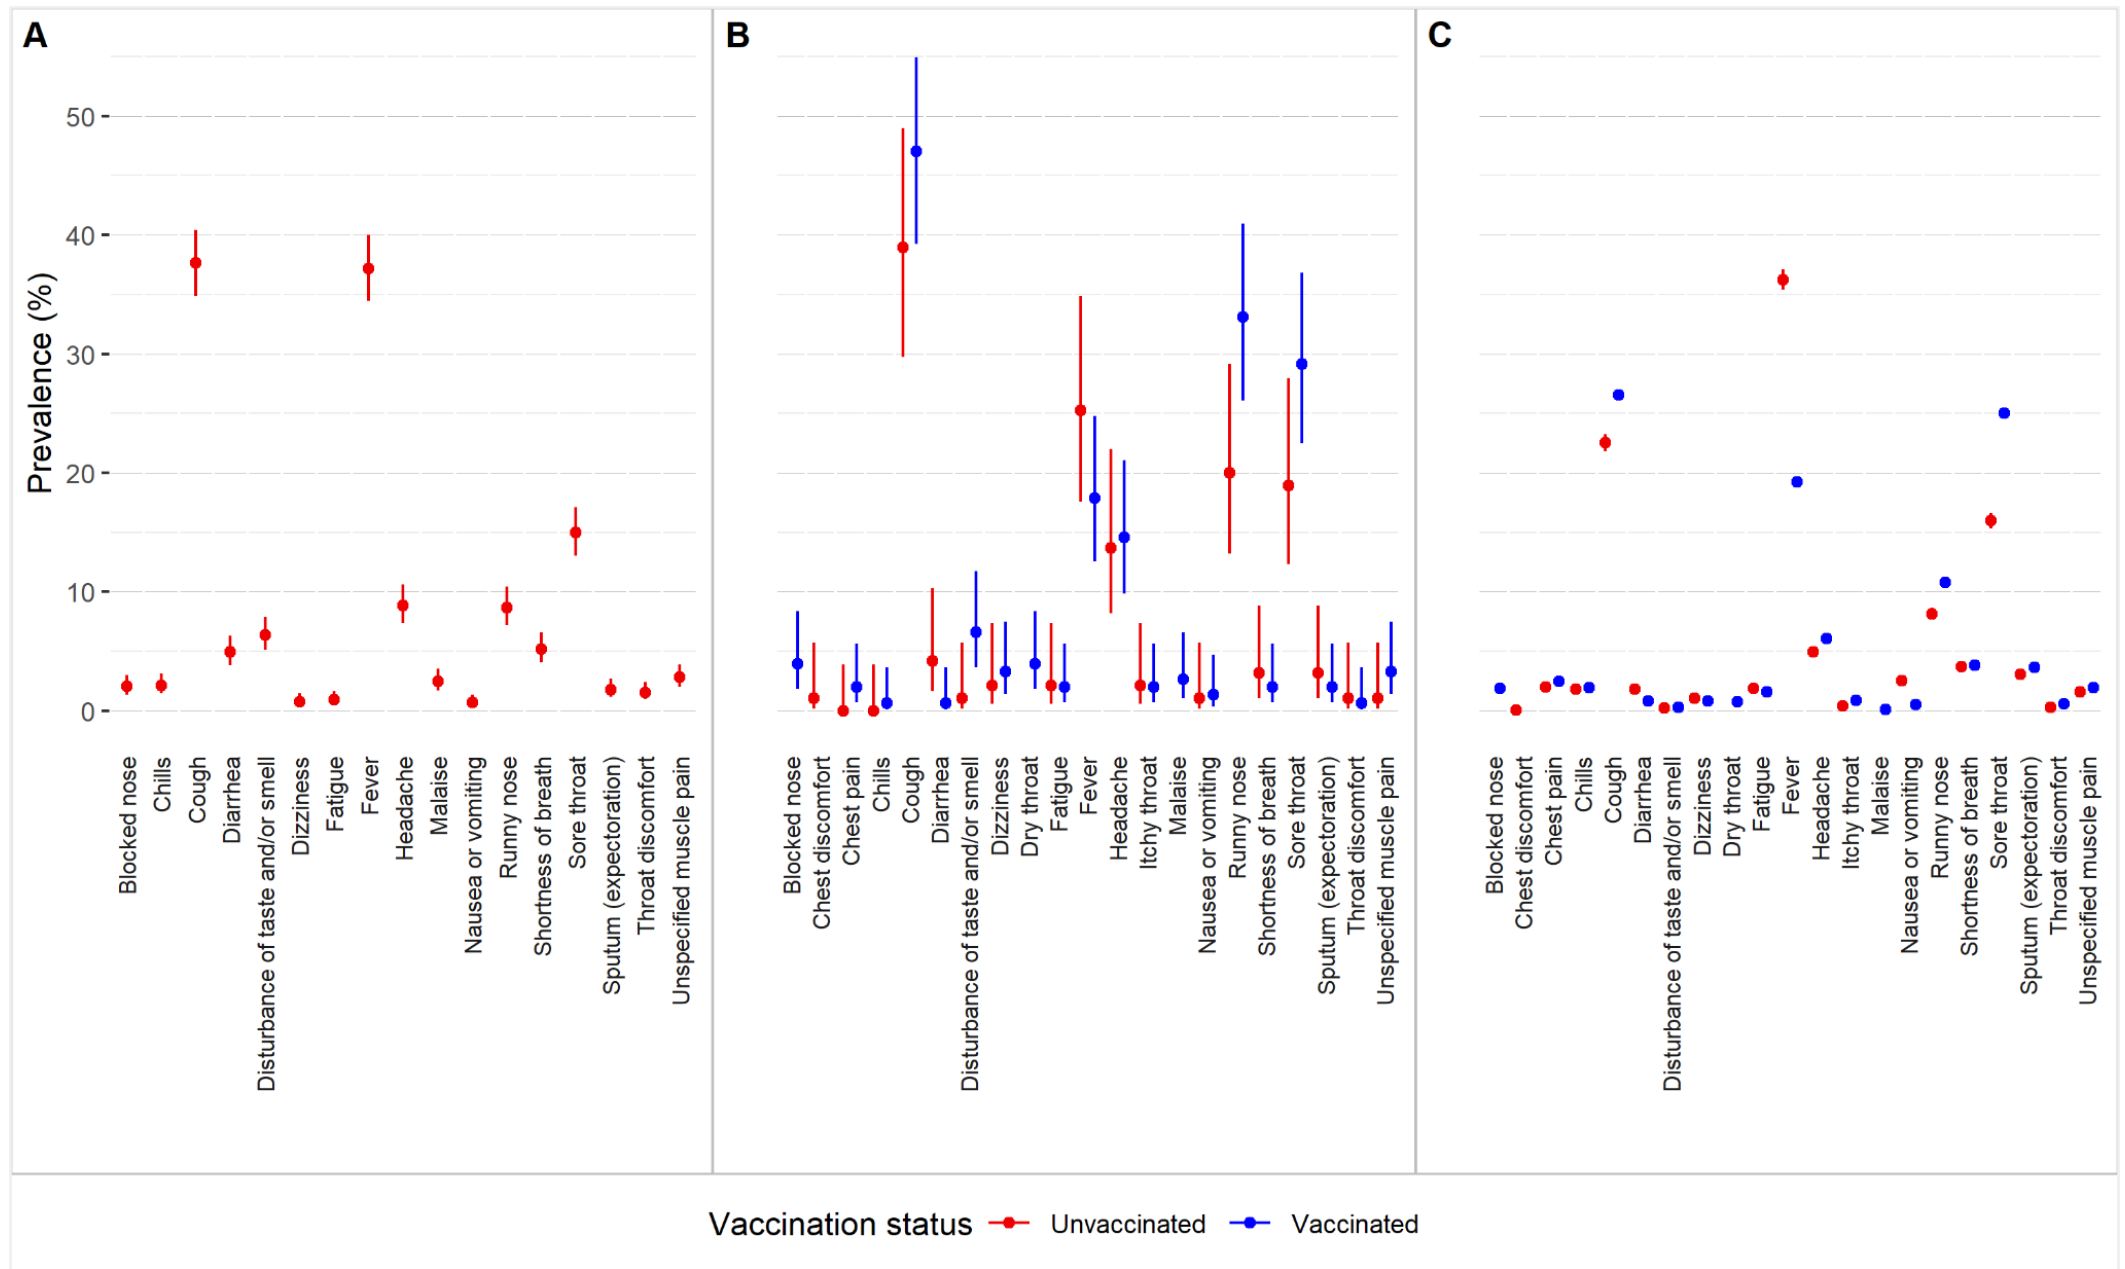 A
B
C
Prevalence (%)
50
40
30
20
10
0
Blocked nose
Chills
Cough
Diarrhea
Disturbance of taste and/or smell
Dizziness
Fatigue
Fever
Headache
Malaise
Nausea or vomiting
Runny nose
Shortness of breath
Sore throat
Sputum (expectoration)
Throat discomfort
Unspecified muscle pain
Blocked nose
Chest discomfort
Chest pain
Chills
Cough
Diarrhea
Disturbance of taste and/or smell
Dizziness
Dry throat
Fatigue
Fever
Headache
Itchy throat
Malaise
Nausea or vomiting
Runny nose
Shortness of breath
Sore throat
Sputum (expectoration)
Throat discomfort
Unspecified muscle pain
Blocked nose
Chest discomfort
Chest pain
Chills
Cough
Diarrhea
Disturbance of taste and/or smell
Dizziness
Dry throat
Fatigue
Fever
Headache
Itchy throat
Malaise
Nausea or vomiting
Runny nose
Shortness of breath
Sore throat
Sputum (expectoration)
Throat discomfort
Unspecified muscle pain
Vaccination status Unvaccinated Vaccinated